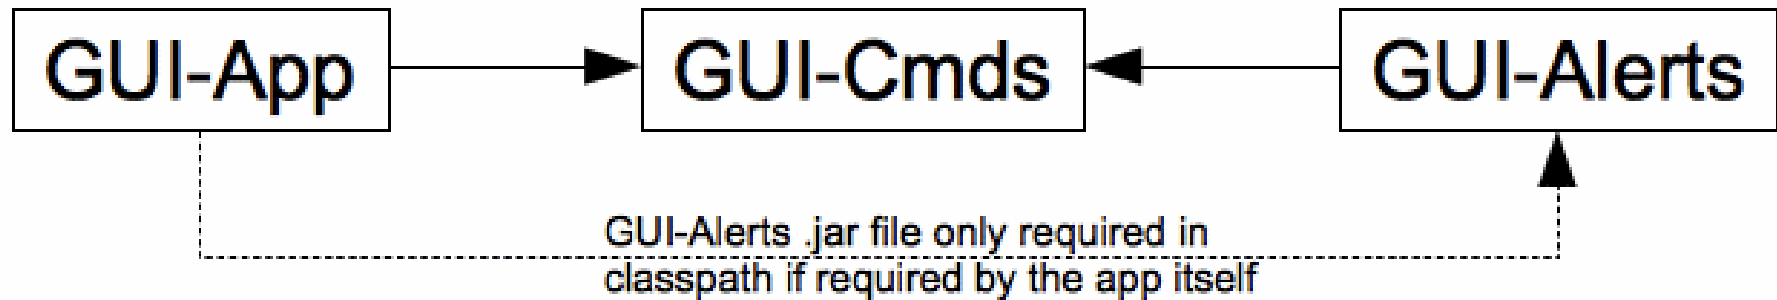 GUI-App
GUI-Cmds
GUI-Alerts
GUI-Alerts .jar file only required in
classpath if required by the app itself